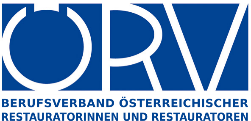 ÖRV
BERUFSVERBAND ÖSTERREICHISCHER
RESTAURATORINNEN UND RESTAURATOREN